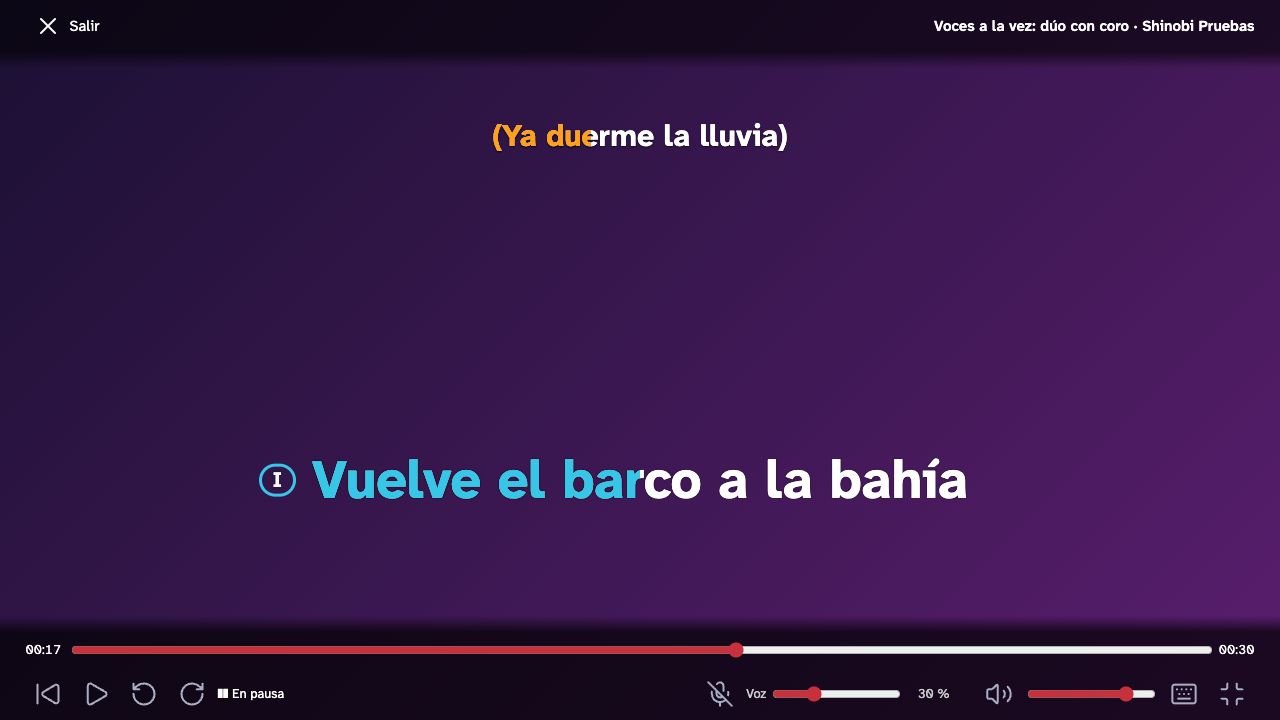 Salir
Voces a la vez: dúo con coro · Shinobi Pruebas
(Ya duerme la lluvia)
I Vuelve el barco a la bahía
00:17
00:30
En pausa
Voz
30 %